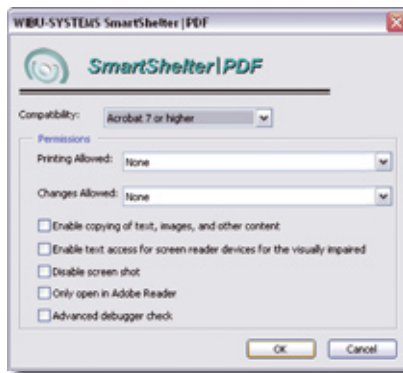 WIBU-SYSTEMS SmartShelter|PDF
SmartShelter|PDF
Compatibility: Acrobat 7 or higher
Permissions
Printing Allowed: None
Changes Allowed: None
Enable copying of text, images, and other content
Enable text access for screen reader devices for the visually impaired
Disable screen shot
Only open in Adobe Reader
Advanced debugger check
OK Cancel